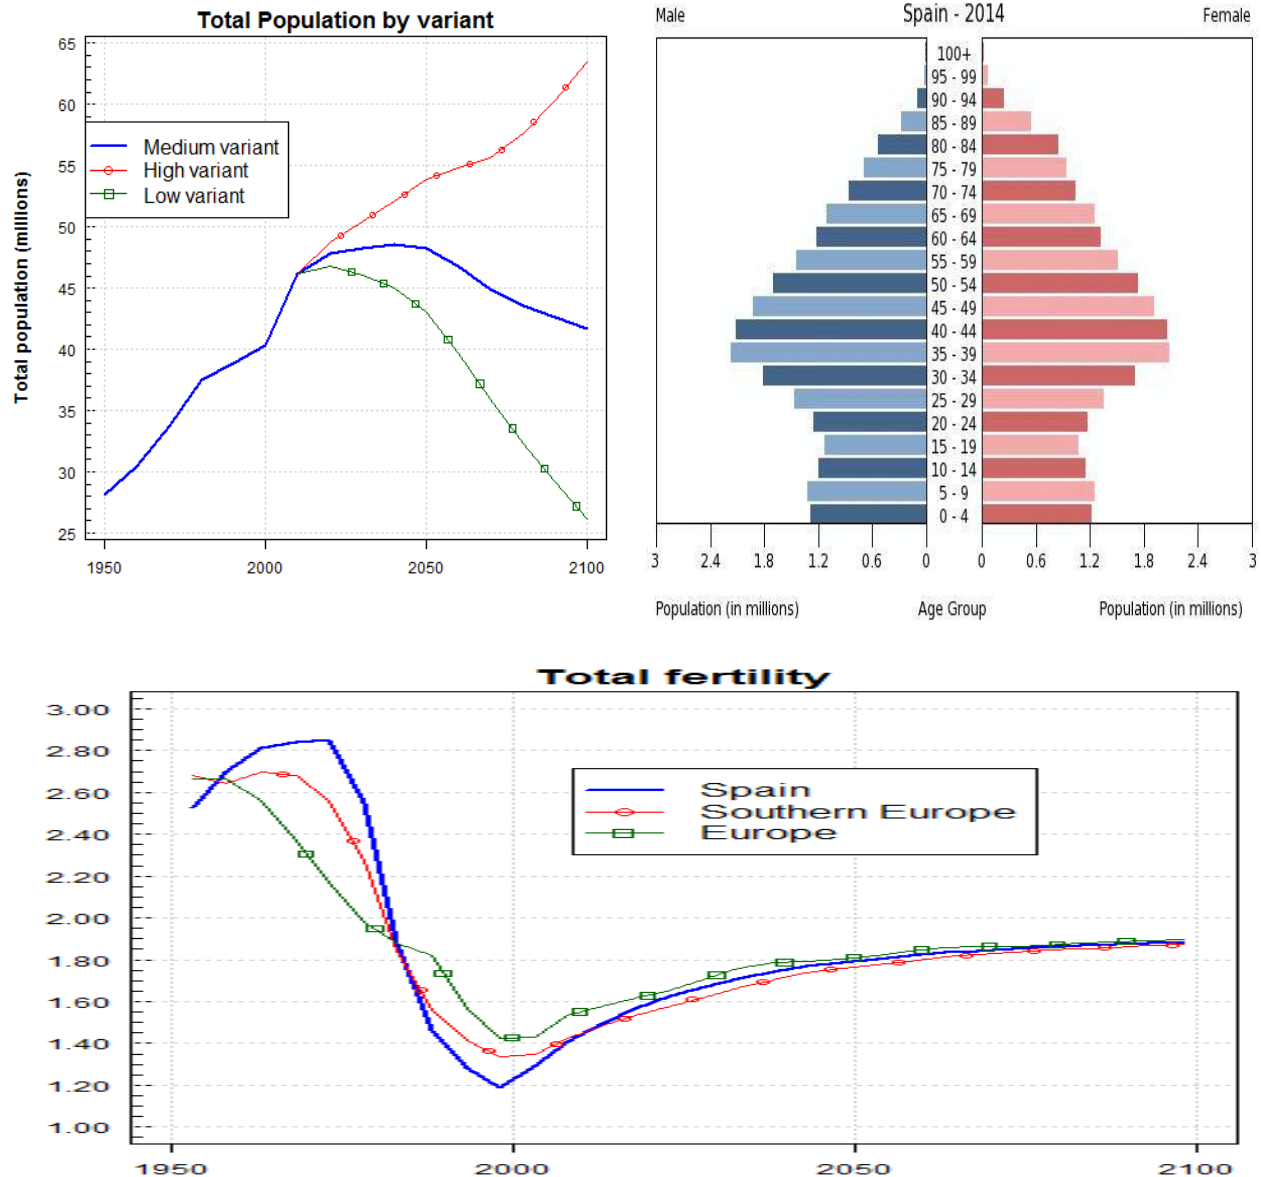 Total Population by variant
65
60
55
50
45
40
35
30
25
Total population (millions)
Medium variant
High variant
Low variant
1950 2000 2050 2100
Male Spain - 2014 Female
100+
95 - 99
90 - 94
85 - 89
80 - 84
75 - 79
70 - 74
65 - 69
60 - 64
55 - 59
50 - 54
45 - 49
40 - 44
35 - 39
30 - 34
25 - 29
20 - 24
15 - 19
10 - 14
5 - 9
0 - 4
3 2.4 1.8 1.2 0.6 0 0 0.6 1.2 1.8 2.4 3
Population (in millions) Age Group Population (in millions)
Total fertility
3.00
2.80
2.60
2.40
2.20
2.00
1.80
1.60
1.40
1.20
1.00
Spain
Southern Europe
Europe
1950 2000 2050 2100